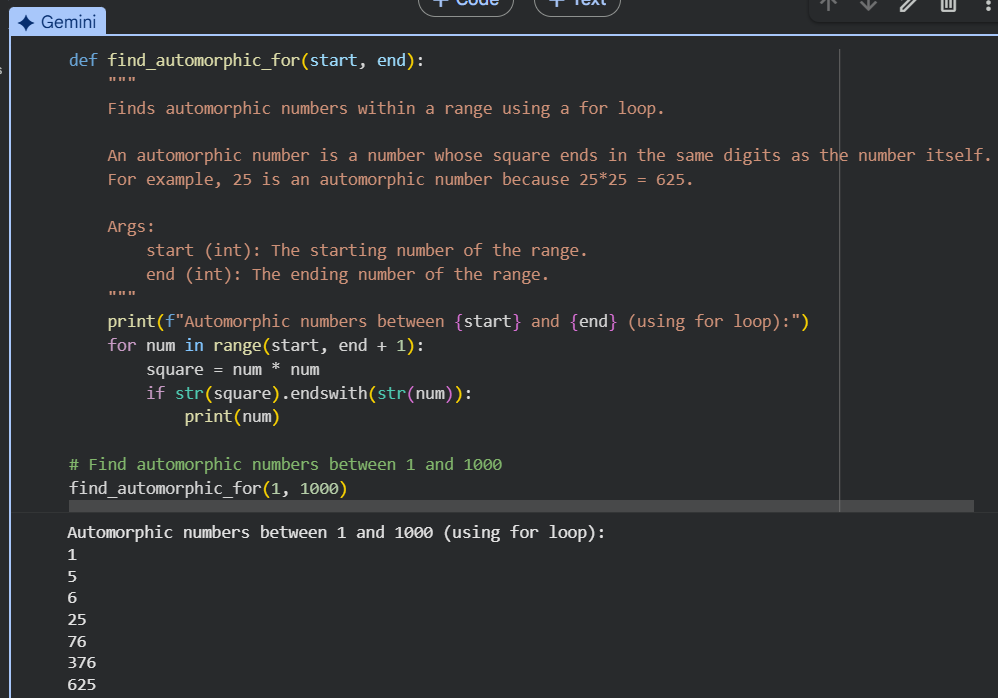 + Code + Text
Gemini
def find_automorphic_for(start, end):
"""
Finds automorphic numbers within a range using a for loop.
An automorphic number is a number whose square ends in the same digits as the number itself.
For example, 25 is an automorphic number because 25*25 = 625.
Args:
start (int): The starting number of the range.
end (int): The ending number of the range.
"""
print(f"Automorphic numbers between {start} and {end} (using for loop):")
for num in range(start, end + 1):
square = num * num
if str(square).endswith(str(num)):
print(num)
# Find automorphic numbers between 1 and 1000
find_automorphic_for(1, 1000)
Automorphic numbers between 1 and 1000 (using for loop):
1
5
6
25
76
376
625